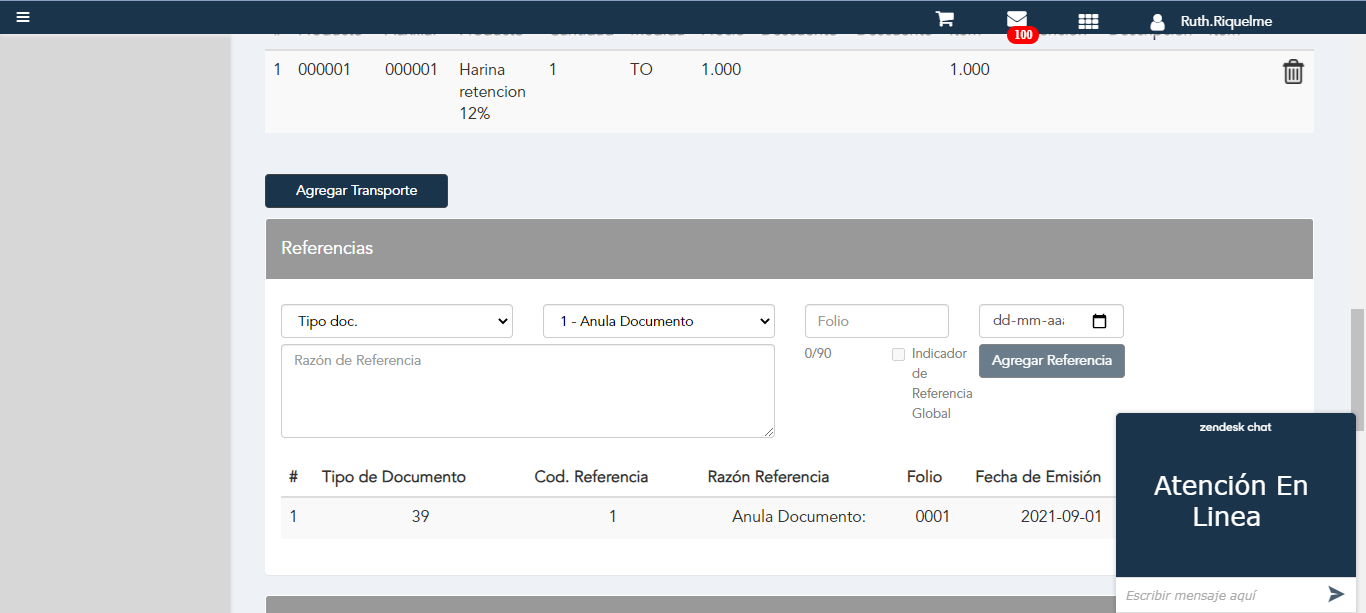 Ruth.Riquelme
100
1 000001 000001 Harina 1 TO 1.000 1.000
retencion
12%
Agregar Transporte
Referencias
Tipo doc. 1 - Anula Documento Folio dd-mm-aaa
Razón de Referencia 0/90 Indicador Agregar Referencia
de
Referencia
Global
zendesk chat
# Tipo de Documento Cod. Referencia Razón Referencia Folio Fecha de Emisión
Atención En
Linea
1 39 1 Anula Documento: 0001 2021-09-01
Escribir mensaje aquí